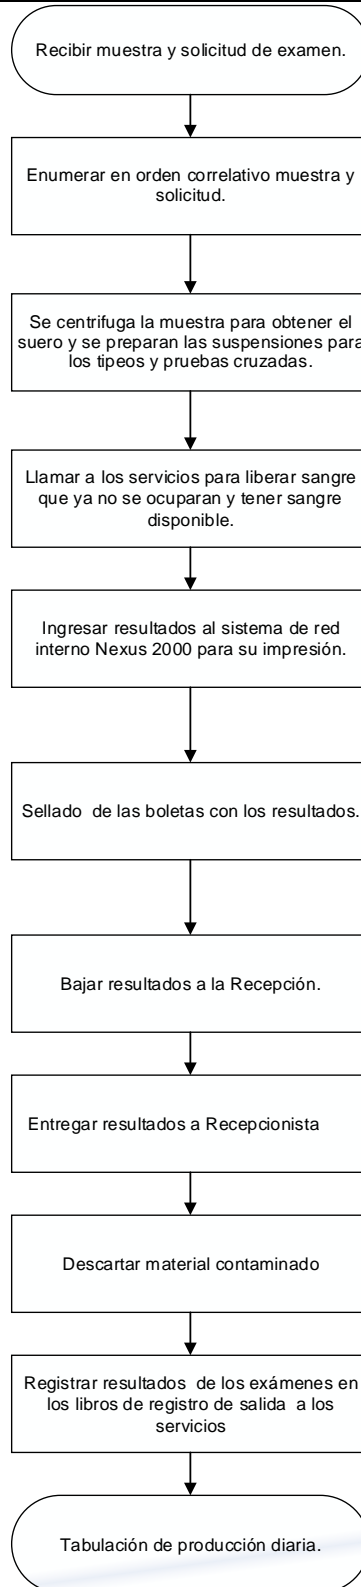 Recibir muestra y solicitud de examen.
Enumerar en orden correlativo muestra y
solicitud.
Se centrifuga la muestra para obtener el
suero y se preparan las suspensiones para
los tipeos y pruebas cruzadas.
Llamar a los servicios para liberar sangre
que ya no se ocuparan y tener sangre
disponible.
Ingresar resultados al sistema de red
interno Nexus 2000 para su impresión.
Sellado de las boletas con los resultados.
Bajar resultados a la Recepción.
Entregar resultados a Recepcionista
Descartar material contaminado
Registrar resultados de los exámenes en
los libros de registro de salida a los
servicios
Tabulación de producción diaria.